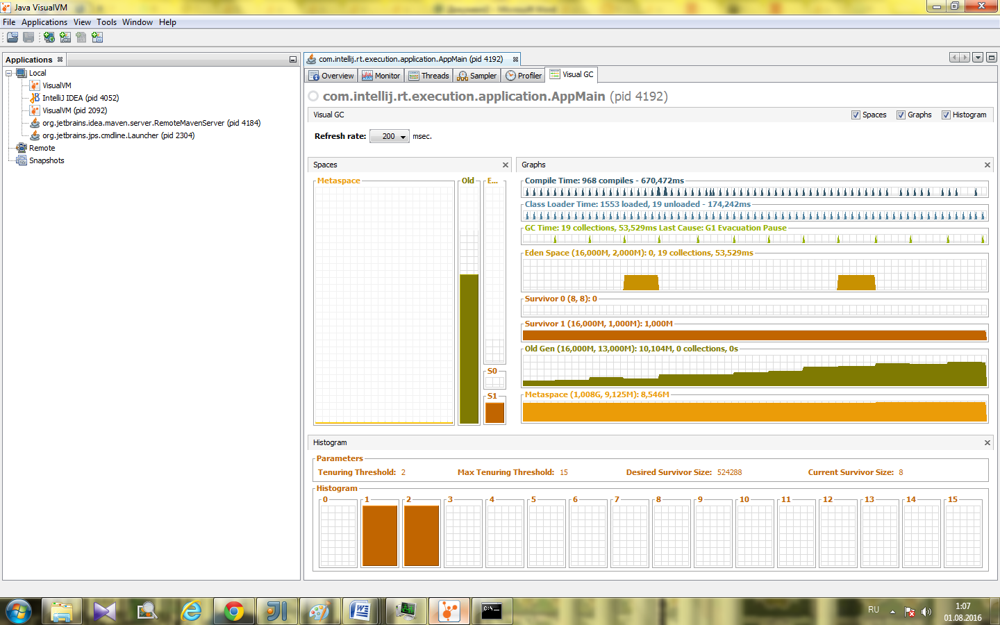 Java VisualVM
File Applications View Tools Window Help
Applications
Local
VisualVM
IntelliJ IDEA (pid 4052)
VisualVM (pid 2092)
org.jetbrains.idea.maven.server.RemoteMavenServer (pid 4184)
org.jetbrains.jps.cmdline.Launcher (pid 2304)
Remote
Snapshots
com.intellij.rt.execution.application.AppMain (pid 4192)
Overview Monitor Threads Sampler Profiler Visual GC
com.intellij.rt.execution.application.AppMain (pid 4192)
Visual GC Spaces Graphs Histogram
Refresh rate: 200 msec.
Spaces
Metaspace Old E...
S0
S1
Graphs
Compile Time: 968 compiles - 670,472ms
Class Loader Time: 1553 loaded, 19 unloaded - 174,242ms
GC Time: 19 collections, 53,529ms Last Cause: G1 Evacuation Pause
Eden Space (16,000M, 2,000M): 0, 19 collections, 53,529ms
Survivor 0 (8, 8): 0
Survivor 1 (16,000M, 1,000M): 1,000M
Old Gen (16,000M, 13,000M): 10,104M, 0 collections, 0s
Metaspace (1,008G, 9,125M): 8,546M
Histogram
Parameters
Tenuring Threshold: 2 Max Tenuring Threshold: 15 Desired Survivor Size: 524288 Current Survivor Size: 8
Histogram
0 1 2 3 4 5 6 7 8 9 10 11 12 13 14 15
RU 1:07
01.08.2016